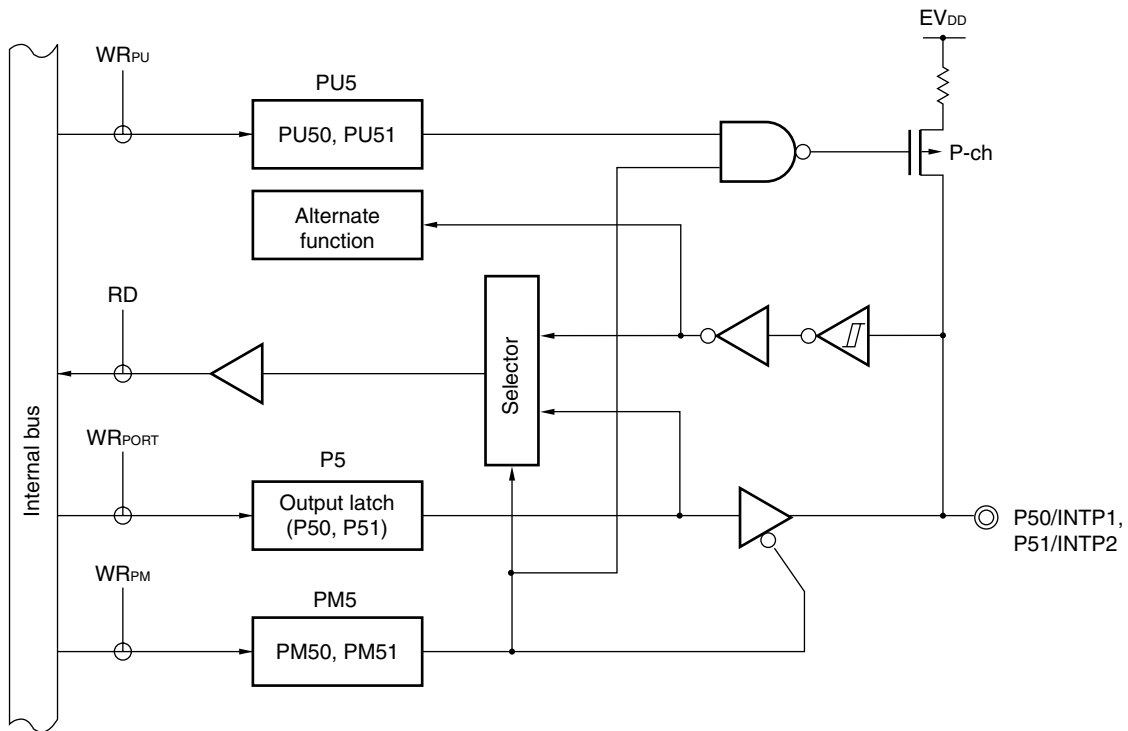 EVDD
WRPU
PU5
PU50, PU51
P-ch
Alternate
function
RD
Selector
Internal bus
WRPORT
P5
Output latch
(P50, P51)
P50/INTP1,
P51/INTP2
WRPM
PM5
PM50, PM51